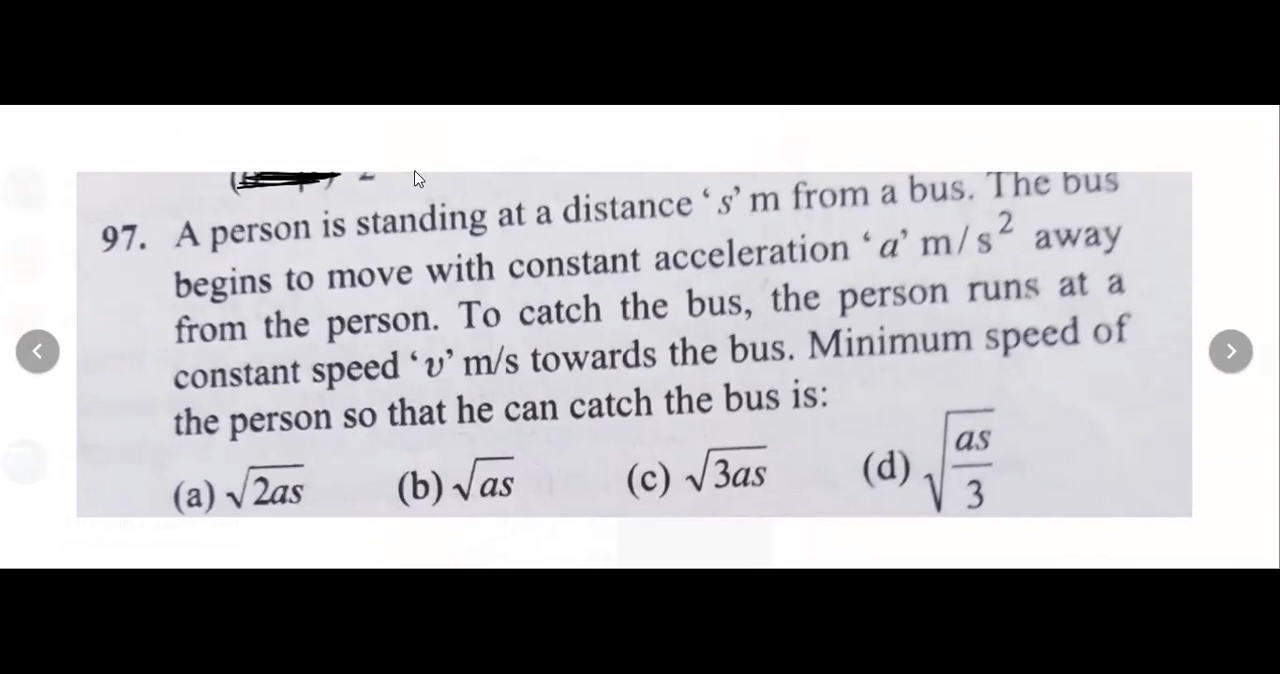 97. A person is standing at a distance ‘s’ m from a bus. The bus
begins to move with constant acceleration ‘a’ m/s² away
from the person. To catch the bus, the person runs at a
constant speed ‘v’ m/s towards the bus. Minimum speed of
the person so that he can catch the bus is:
(a) √2as (b) √as (c) √3as (d) √as/3